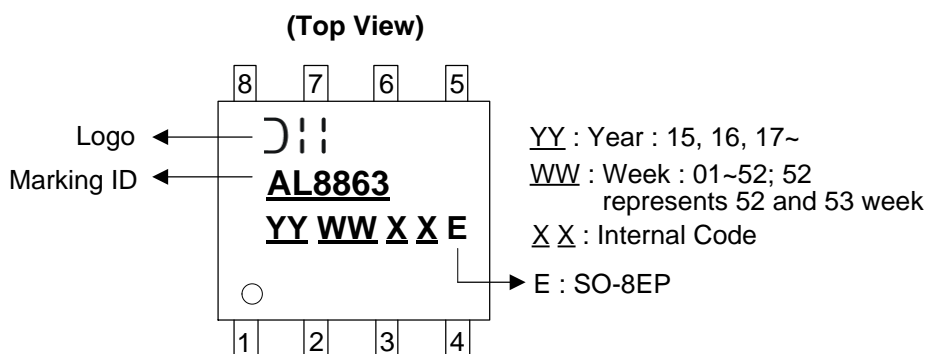 (Top View)
8 7 6 5
Logo
Marking ID
AL8863
YY WW X X E
YY : Year : 15, 16, 17~
WW : Week : 01~52; 52
represents 52 and 53 week
X X : Internal Code
E : SO-8EP
1 2 3 4